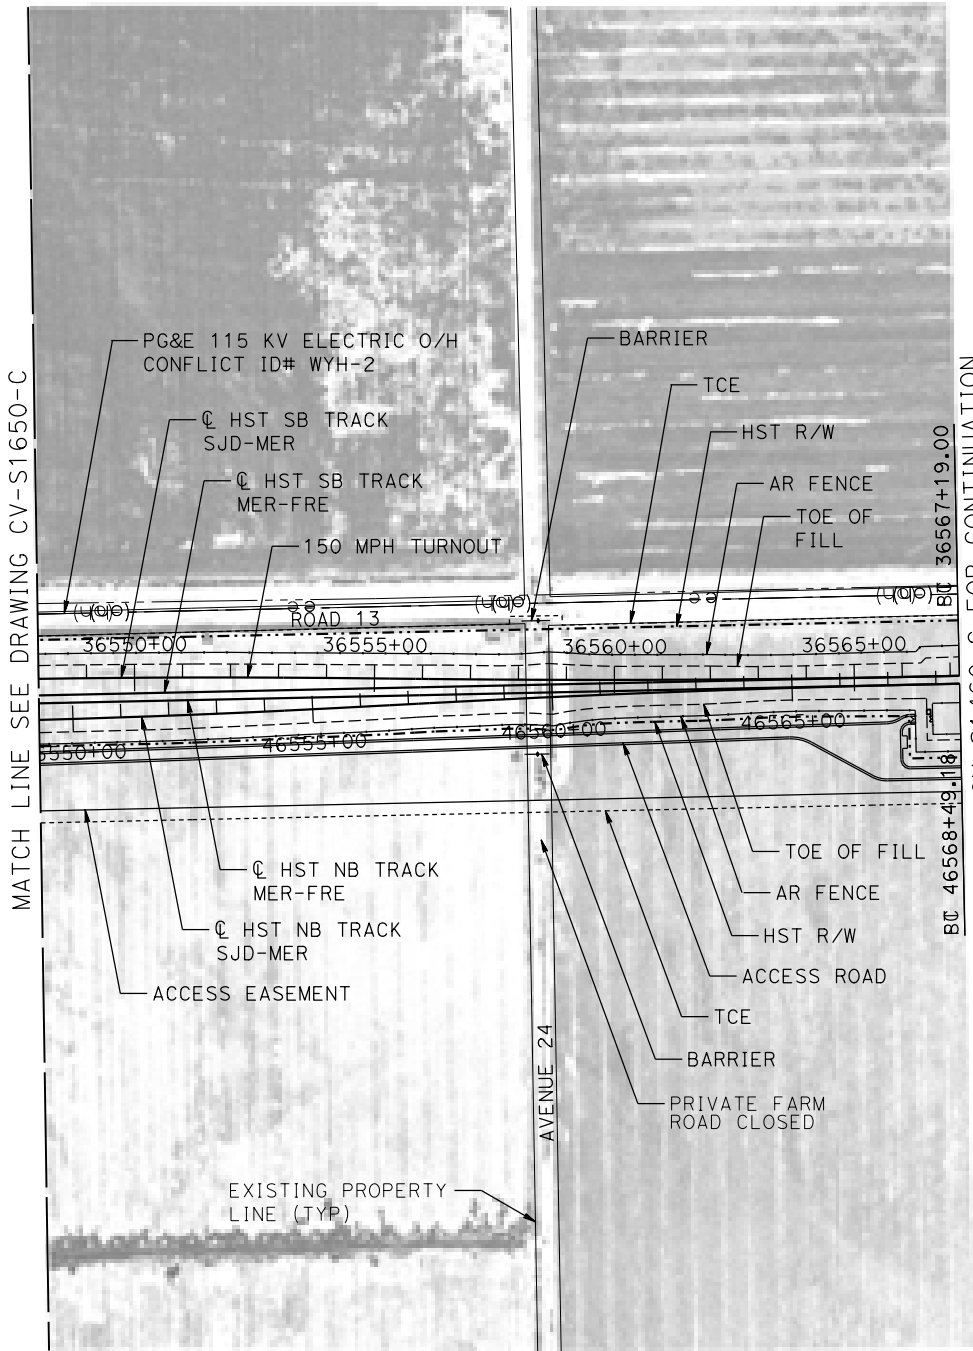 PG&E 115 KV ELECTRIC O/H
CONFLICT ID# WYH-2
℄ HST SB TRACK
SJD-MER
℄ HST SB TRACK
MER-FRE
150 MPH TURNOUT
BARRIER
TCE
HST R/W
AR FENCE
TOE OF
FILL
MATCH LINE SEE DRAWING CV-S1650-C
FOR CONTINUATION
36567+19.00
ROAD 13
36550+00
36555+00
36560+00
36565+00
46555+00
46560+00
46565+00
46568+49.18
℄ HST NB TRACK
MER-FRE
℄ HST NB TRACK
SJD-MER
ACCESS EASEMENT
TOE OF FILL
AR FENCE
HST R/W
ACCESS ROAD
TCE
BARRIER
PRIVATE FARM
ROAD CLOSED
AVENUE 24
EXISTING PROPERTY
LINE (TYP)